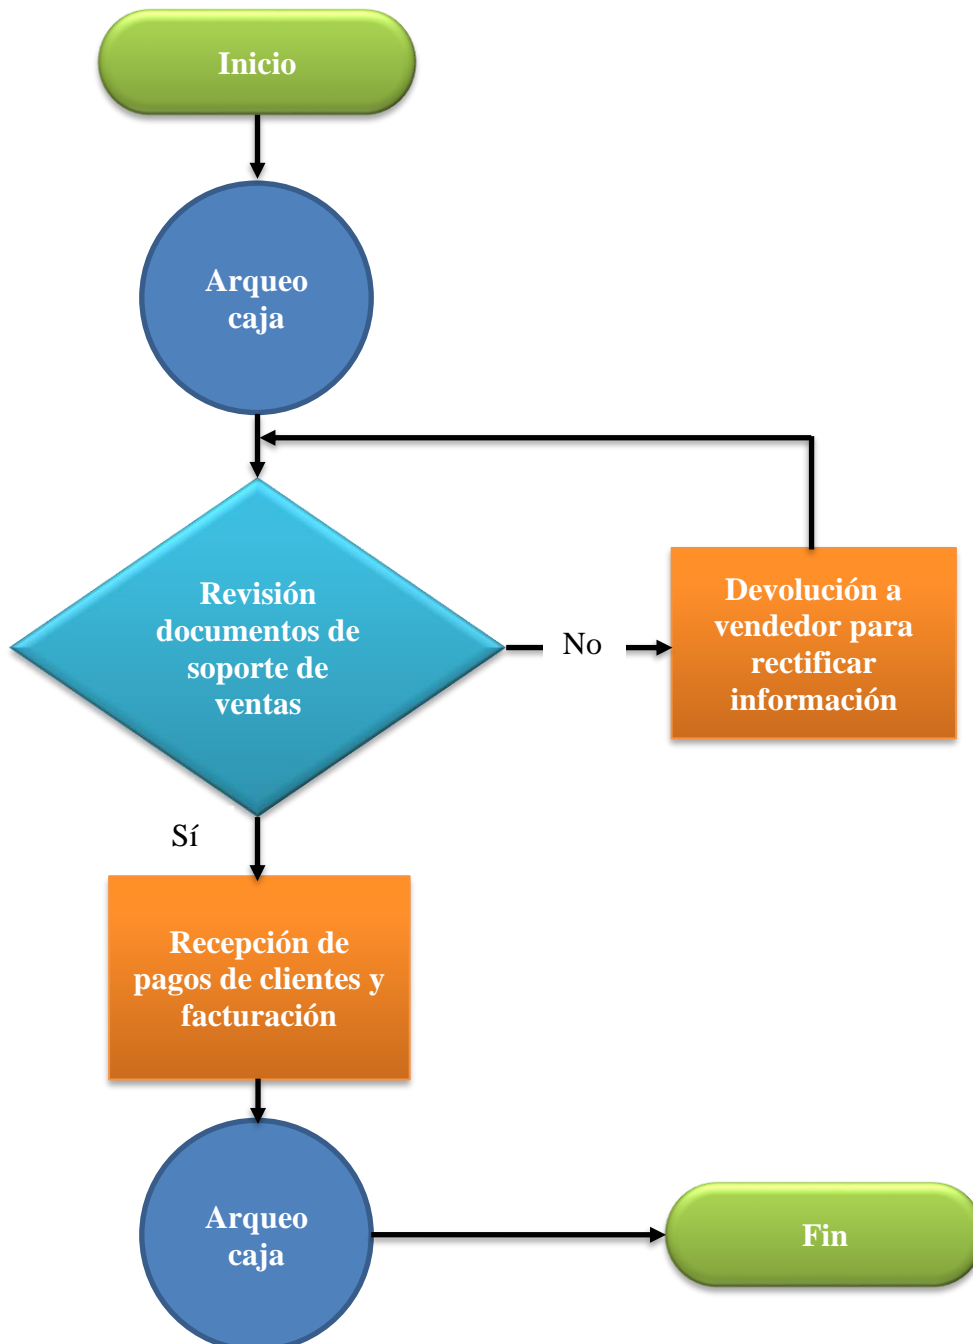 Inicio
Arqueo
caja
Revisión
documentos de
soporte de
ventas
No
Devolución a
vendedor para
rectificar
información
Sí
Recepción de
pagos de clientes y
facturación
Arqueo
caja
Fin